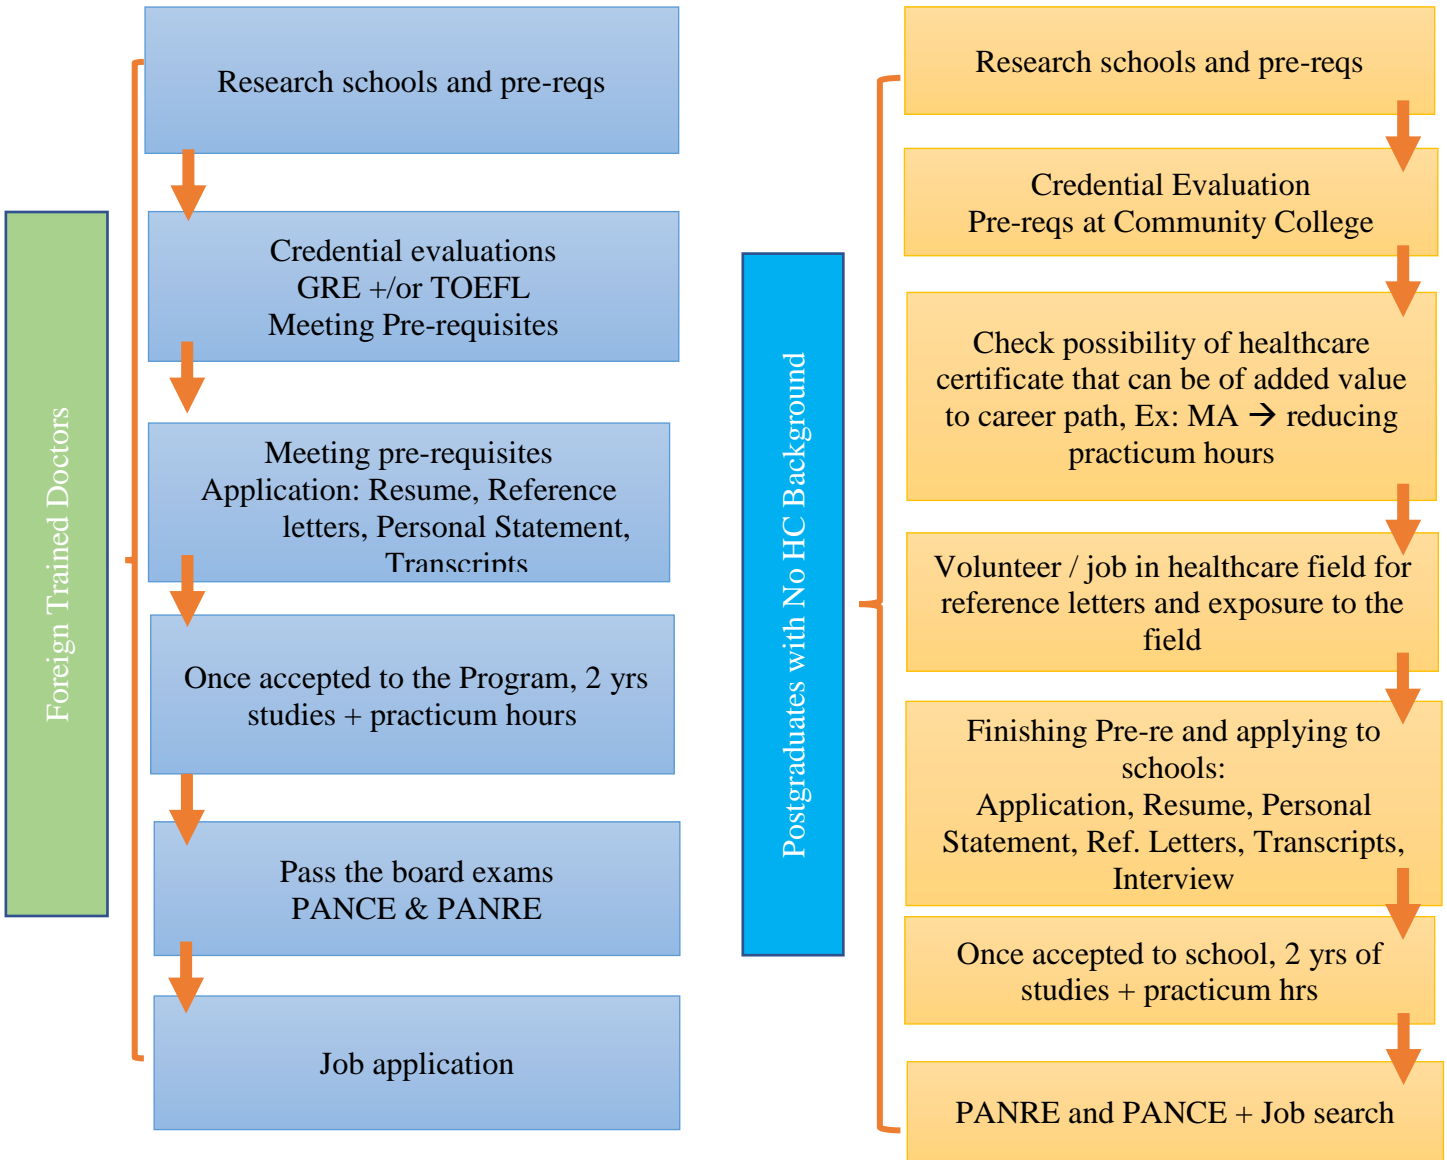 Foreign Trained Doctors
Research schools and pre-reqs
Credential evaluations
GRE +/or TOEFL
Meeting Pre-requisites
Meeting pre-requisites
Application: Resume, Reference
letters, Personal Statement,
Transcripts
Once accepted to the Program, 2 yrs
studies + practicum hours
Pass the board exams
PANCE & PANRE
Job application
Postgraduates with No HC Background
Research schools and pre-reqs
Credential Evaluation
Pre-reqs at Community College
Check possibility of healthcare
certificate that can be of added value
to career path, Ex: MA → reducing
practicum hours
Volunteer / job in healthcare field for
reference letters and exposure to the
field
Finishing Pre-re and applying to
schools:
Application, Resume, Personal
Statement, Ref. Letters, Transcripts,
Interview
Once accepted to school, 2 yrs of
studies + practicum hrs
PANRE and PANCE + Job search